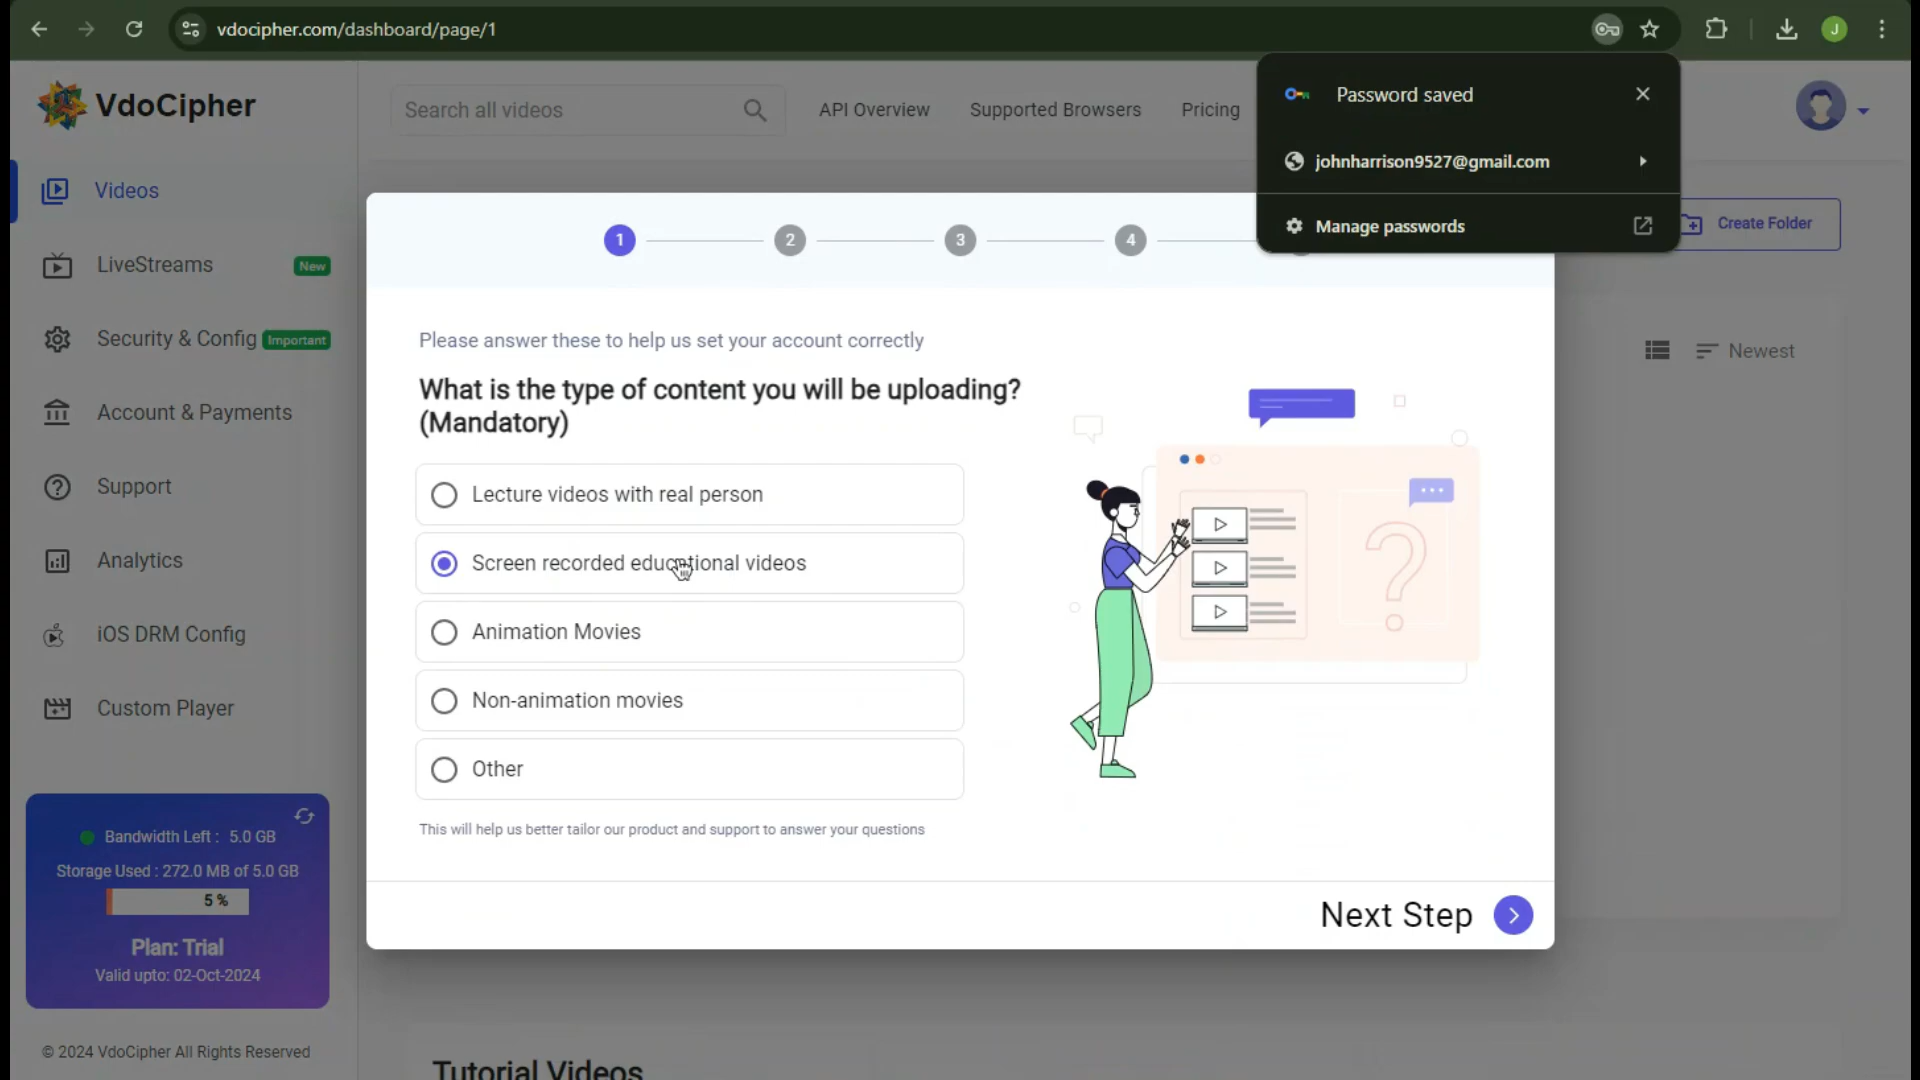 vdocipher.com/dashboard/page/1
J
VdoCipher
Search all videos
API Overview
Supported Browsers
Pricing
Password saved
johnharrison9527@gmail.com
Manage passwords
Create Folder
Videos
LiveStreams
New
Security & Config
Important
Account & Payments
Support
Analytics
iOS DRM Config
Custom Player
Bandwidth Left : 5.0 GB
Storage Used : 272.0 MB of 5.0 GB
5 %
Plan: Trial
Valid upto: 02-Oct-2024
© 2024 VdoCipher All Rights Reserved
1
2
3
4
Newest
Please answer these to help us set your account correctly
What is the type of content you will be uploading?
(Mandatory)
Lecture videos with real person
Screen recorded educational videos
Animation Movies
Non-animation movies
Other
This will help us better tailor our product and support to answer your questions
?
Next Step
Tutorial Videos